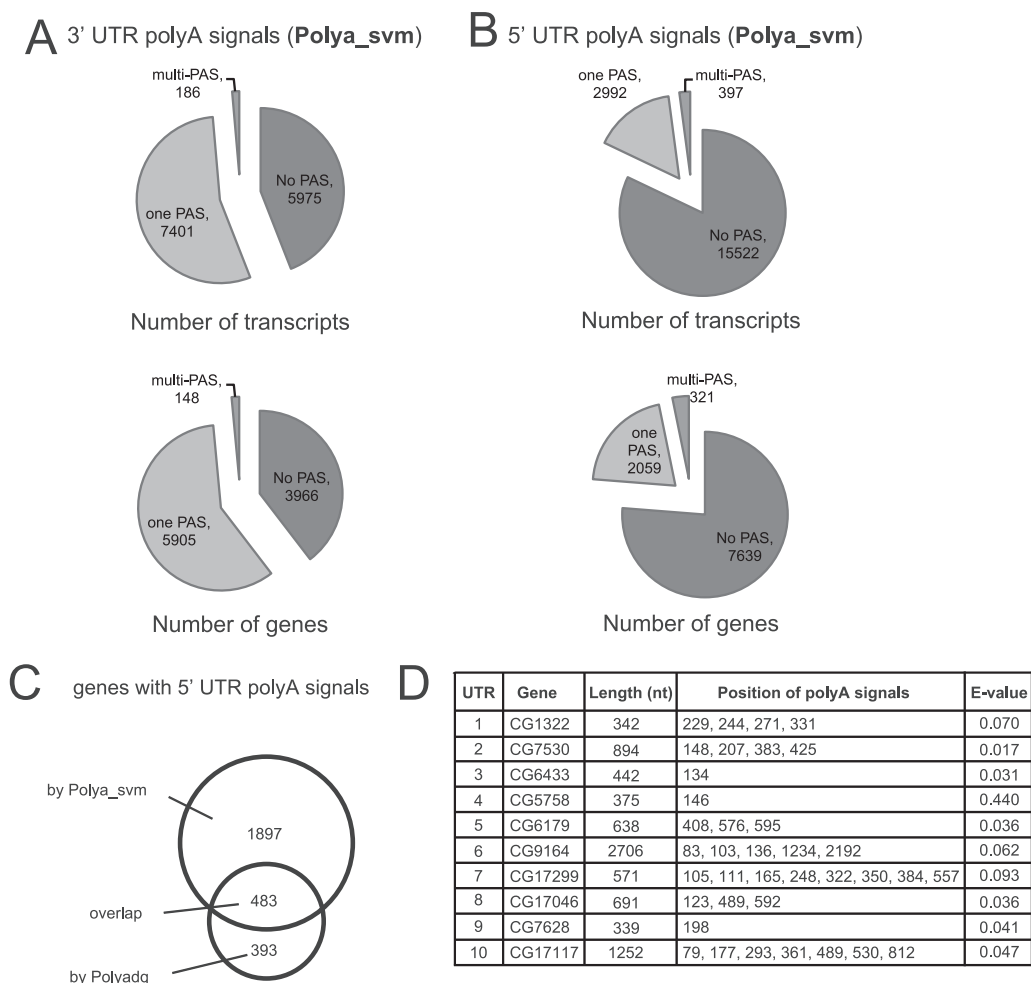 A 3' UTR polyA signals (Polya_svm)
multi-PAS,
186
No PAS,
5975
one PAS,
7401
Number of transcripts
multi-PAS,
148
No PAS,
3966
one PAS,
5905
Number of genes
B 5' UTR polyA signals (Polya_svm)
one PAS,
2992
multi-PAS,
397
No PAS,
15522
Number of transcripts
multi-PAS,
321
one
PAS,
2059
No PAS,
7639
Number of genes
C genes with 5' UTR polyA signals
by Polya_svm
1897
overlap
483
393
by Polyadq
D
UTR Gene Length (nt) Position of polyA signals E-value
1 CG1322 342 229, 244, 271, 331 0.070
2 CG7530 894 148, 207, 383, 425 0.017
3 CG6433 442 134 0.031
4 CG5758 375 146 0.440
5 CG6179 638 408, 576, 595 0.036
6 CG9164 2706 83, 103, 136, 1234, 2192 0.062
7 CG17299 571 105, 111, 165, 248, 322, 350, 384, 557 0.093
8 CG17046 691 123, 489, 592 0.036
9 CG7628 339 198 0.041
10 CG17117 1252 79, 177, 293, 361, 489, 530, 812 0.047